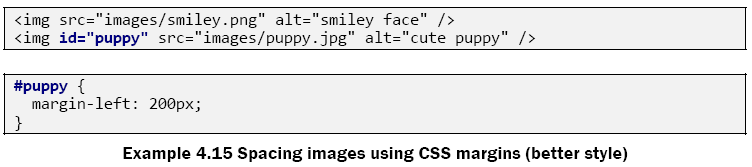 <img src="images/smiley.png" alt="smiley face" />
<img id="puppy" src="images/puppy.jpg" alt="cute puppy" />
#puppy {
  margin-left: 200px;
}
Example 4.15 Spacing images using CSS margins (better style)